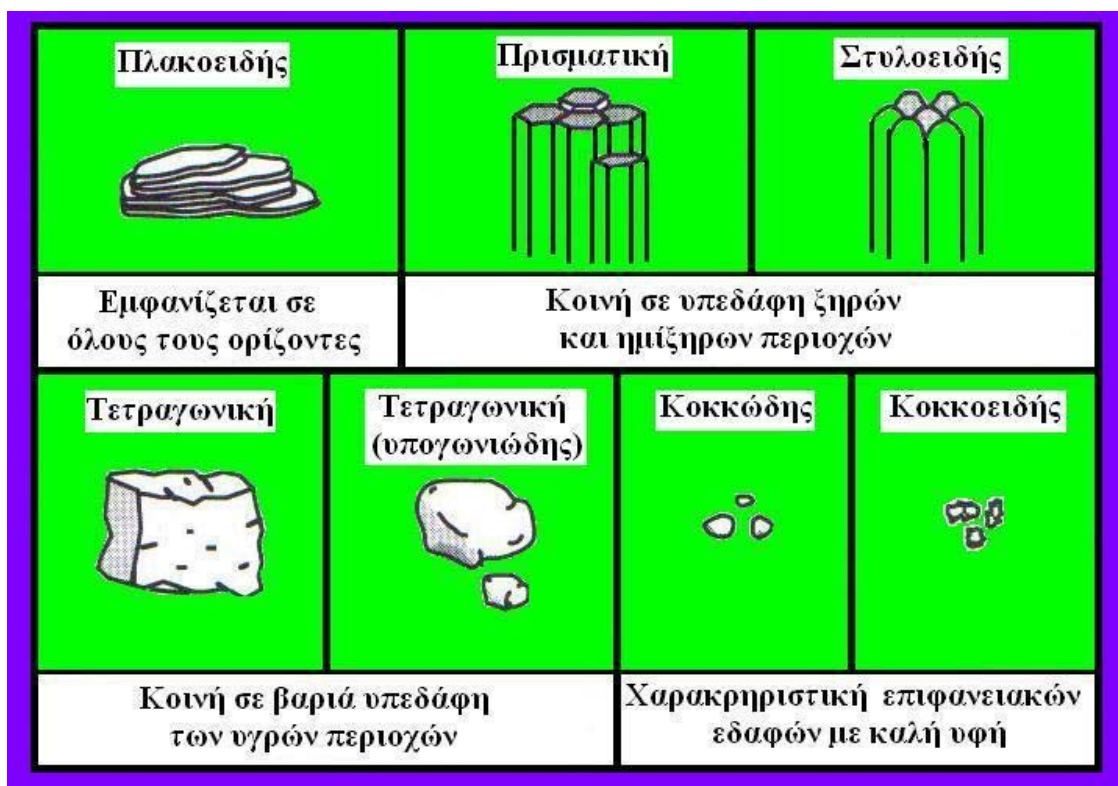 Πλακοειδής
Πρισματική
Στυλοειδής
Εμφανίζεται σε
όλους τους ορίζοντες
Κοινή σε υπεδάφη ξηρών
και ημίξηρων περιοχών
Τετραγωνική
Τετραγωνική
(υπογωνιώδης)
Κοκκώδης
Κοκκοειδής
Κοινή σε βαριά υπεδάφη
των υγρών περιοχών
Χαρακρηριστική επιφανειακών
εδαφών με καλή υφή